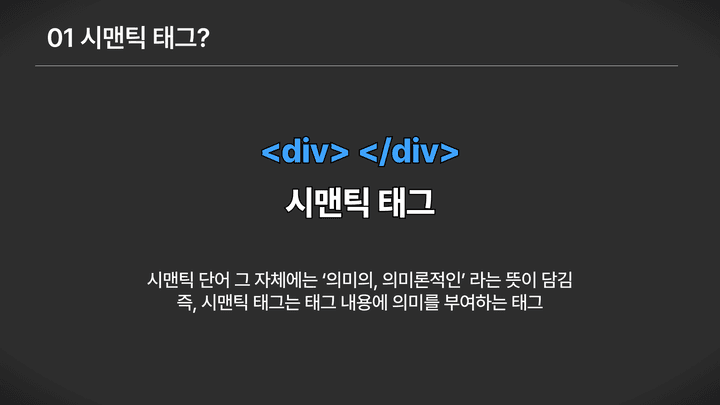 01 시맨틱 태그?
<div> </div>
시맨틱 태그
시맨틱 단어 그 자체에는 ‘의미의, 의미론적인’ 라는 뜻이 담김
즉, 시맨틱 태그는 태그 내용에 의미를 부여하는 태그